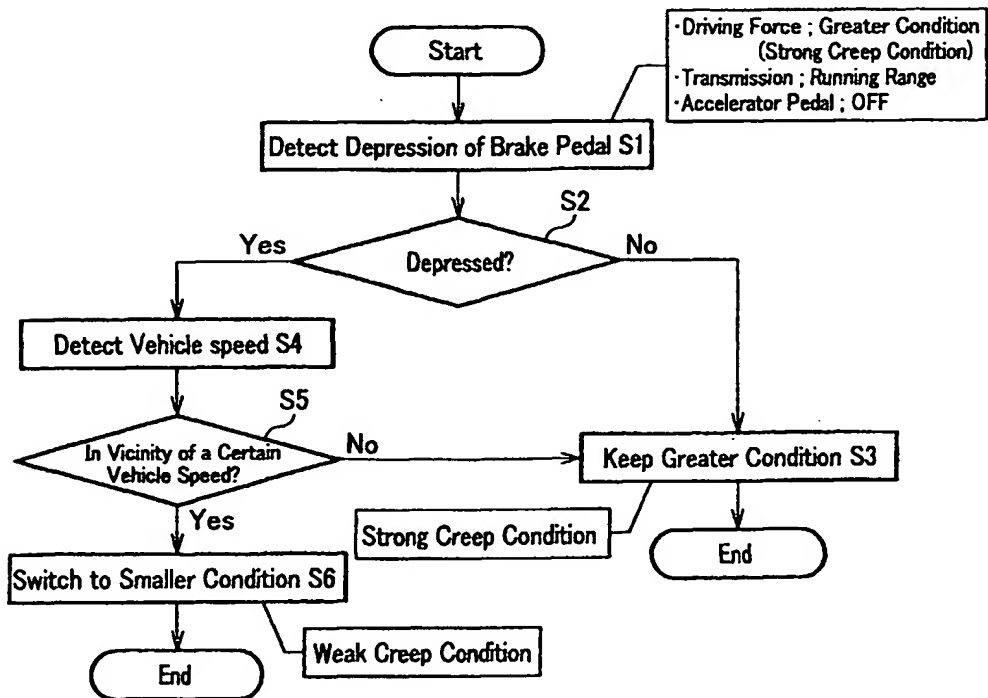 Start
·Driving Force ; Greater Condition
(Strong Creep Condition)
·Transmission ; Running Range
·Accelerator Pedal ; OFF
Detect Depression of Brake Pedal S1
S2
Yes
Depressed?
No
Detect Vehicle speed S4
S5
In Vicinity of a Certain
Vehicle Speed?
No
Keep Greater Condition S3
Yes
Strong Creep Condition
End
Switch to Smaller Condition S6
Weak Creep Condition
End